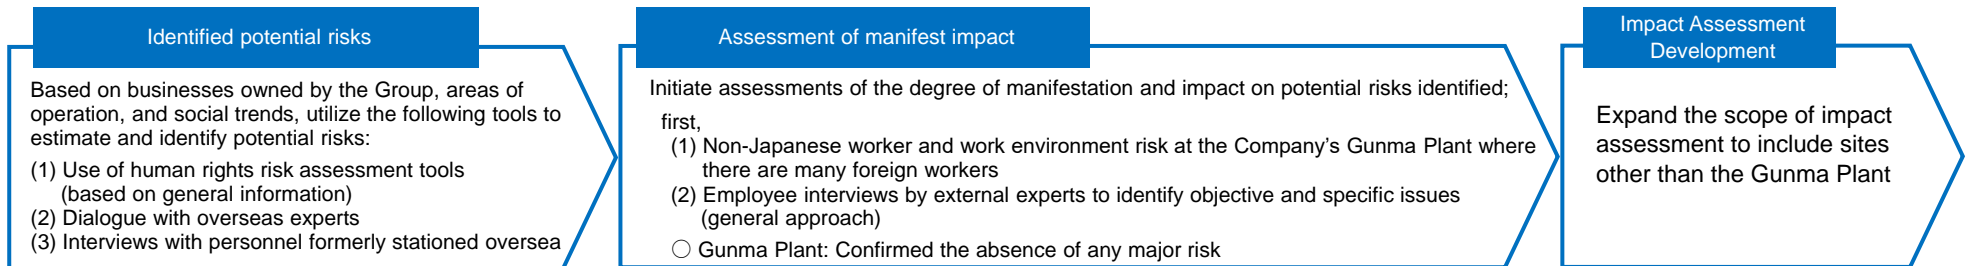 Identified potential risks
Based on businesses owned by the Group, areas of
operation, and social trends, utilize the following tools to
estimate and identify potential risks:
(1) Use of human rights risk assessment tools
(based on general information)
(2) Dialogue with overseas experts
(3) Interviews with personnel formerly stationed oversea
Assessment of manifest impact
Initiate assessments of the degree of manifestation and impact on potential risks identified;
first,
(1) Non-Japanese worker and work environment risk at the Company's Gunma Plant where
there are many foreign workers
(2) Employee interviews by external experts to identify objective and specific issues
(general approach)
○ Gunma Plant: Confirmed the absence of any major risk
Impact Assessment
Development
Expand the scope of impact
assessment to include sites
other than the Gunma Plant